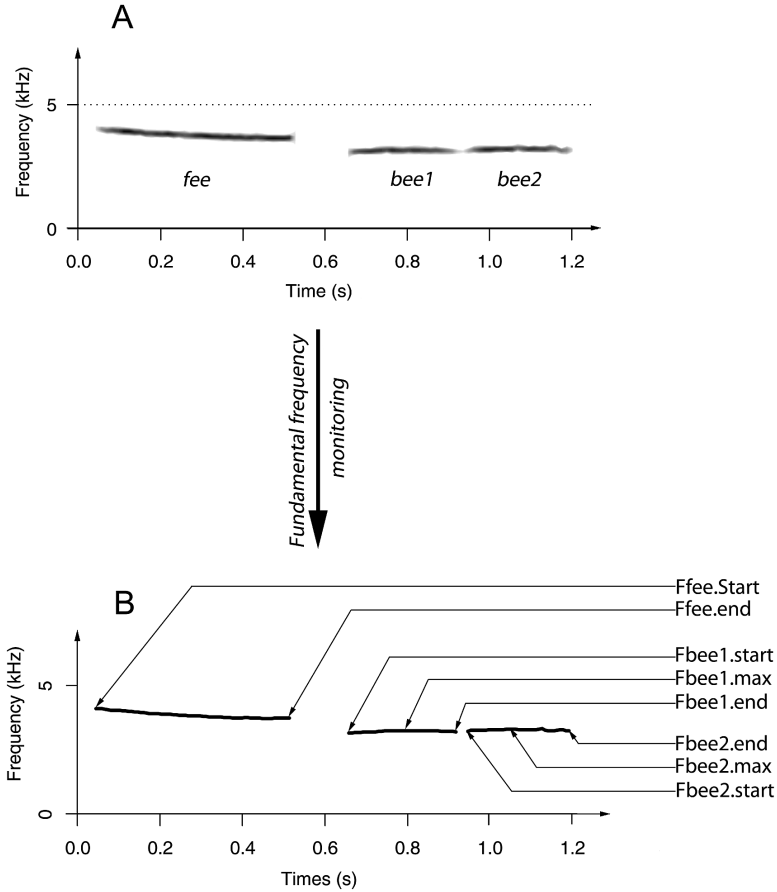 A
Frequency (kHz)
5
0
fee
bee1
bee2
0.0 0.2 0.4 0.6 0.8 1.0 1.2
Time (s)
Fundamental frequency
monitoring
B
Ffee.Start
Ffee.end
Fbee1.start
Fbee1.max
Fbee1.end
Fbee2.end
Fbee2.max
Fbee2.start
Frequency (kHz)
5
0
0.0 0.2 0.4 0.6 0.8 1.0 1.2
Times (s)